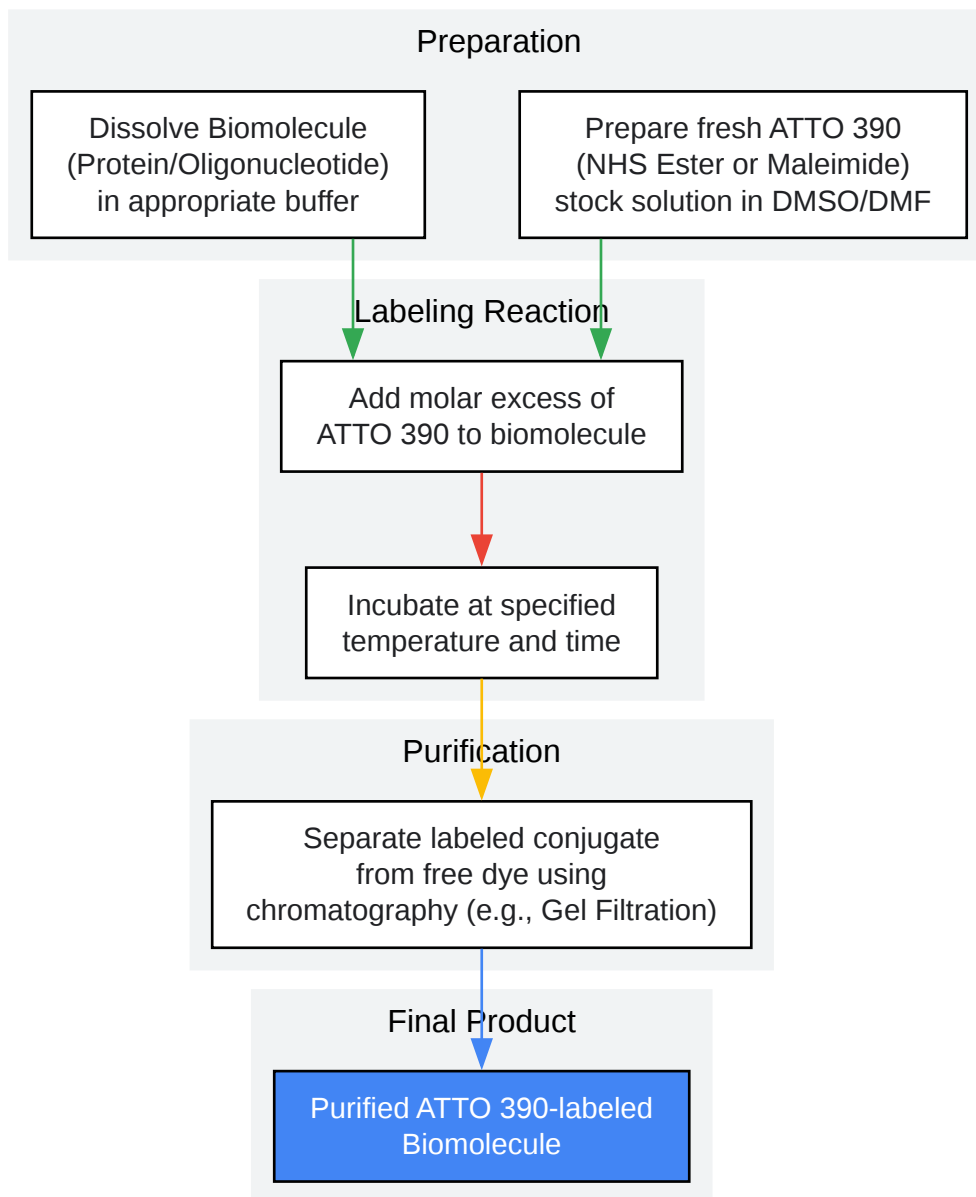 Preparation
Dissolve Biomolecule
(Protein/Oligonucleotide)
in appropriate buffer
Prepare fresh ATTO 390
(NHS Ester or Maleimide)
stock solution in DMSO/DMF
Labeling Reaction
Add molar excess of
ATTO 390 to biomolecule
Incubate at specified
temperature and time
Purification
Separate labeled conjugate
from free dye using
chromatography (e.g., Gel Filtration)
Final Product
Purified ATTO 390-labeled
Biomolecule